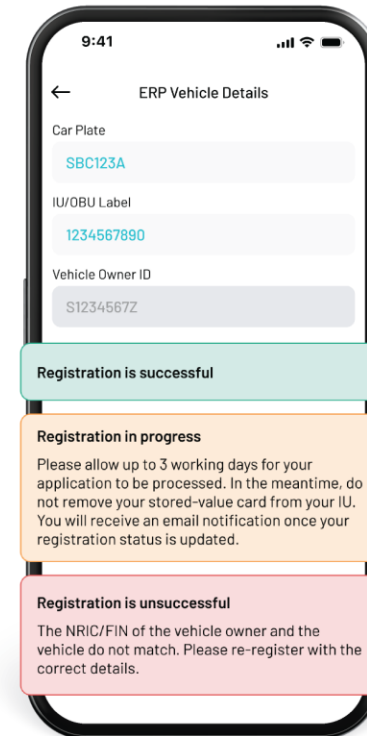 9:41
ERP Vehicle Details
Car Plate
SBC123A
IU/OBU Label
1234567890
Vehicle Owner ID
S1234567Z
Registration is successful
Registration in progress
Please allow up to 3 working days for your
application to be processed. In the meantime, do
not remove your stored-value card from your IU.
You will receive an email notification once your
registration status is updated.
Registration is unsuccessful
The NRIC/FIN of the vehicle owner and the
vehicle do not match. Please re-register with the
correct details.